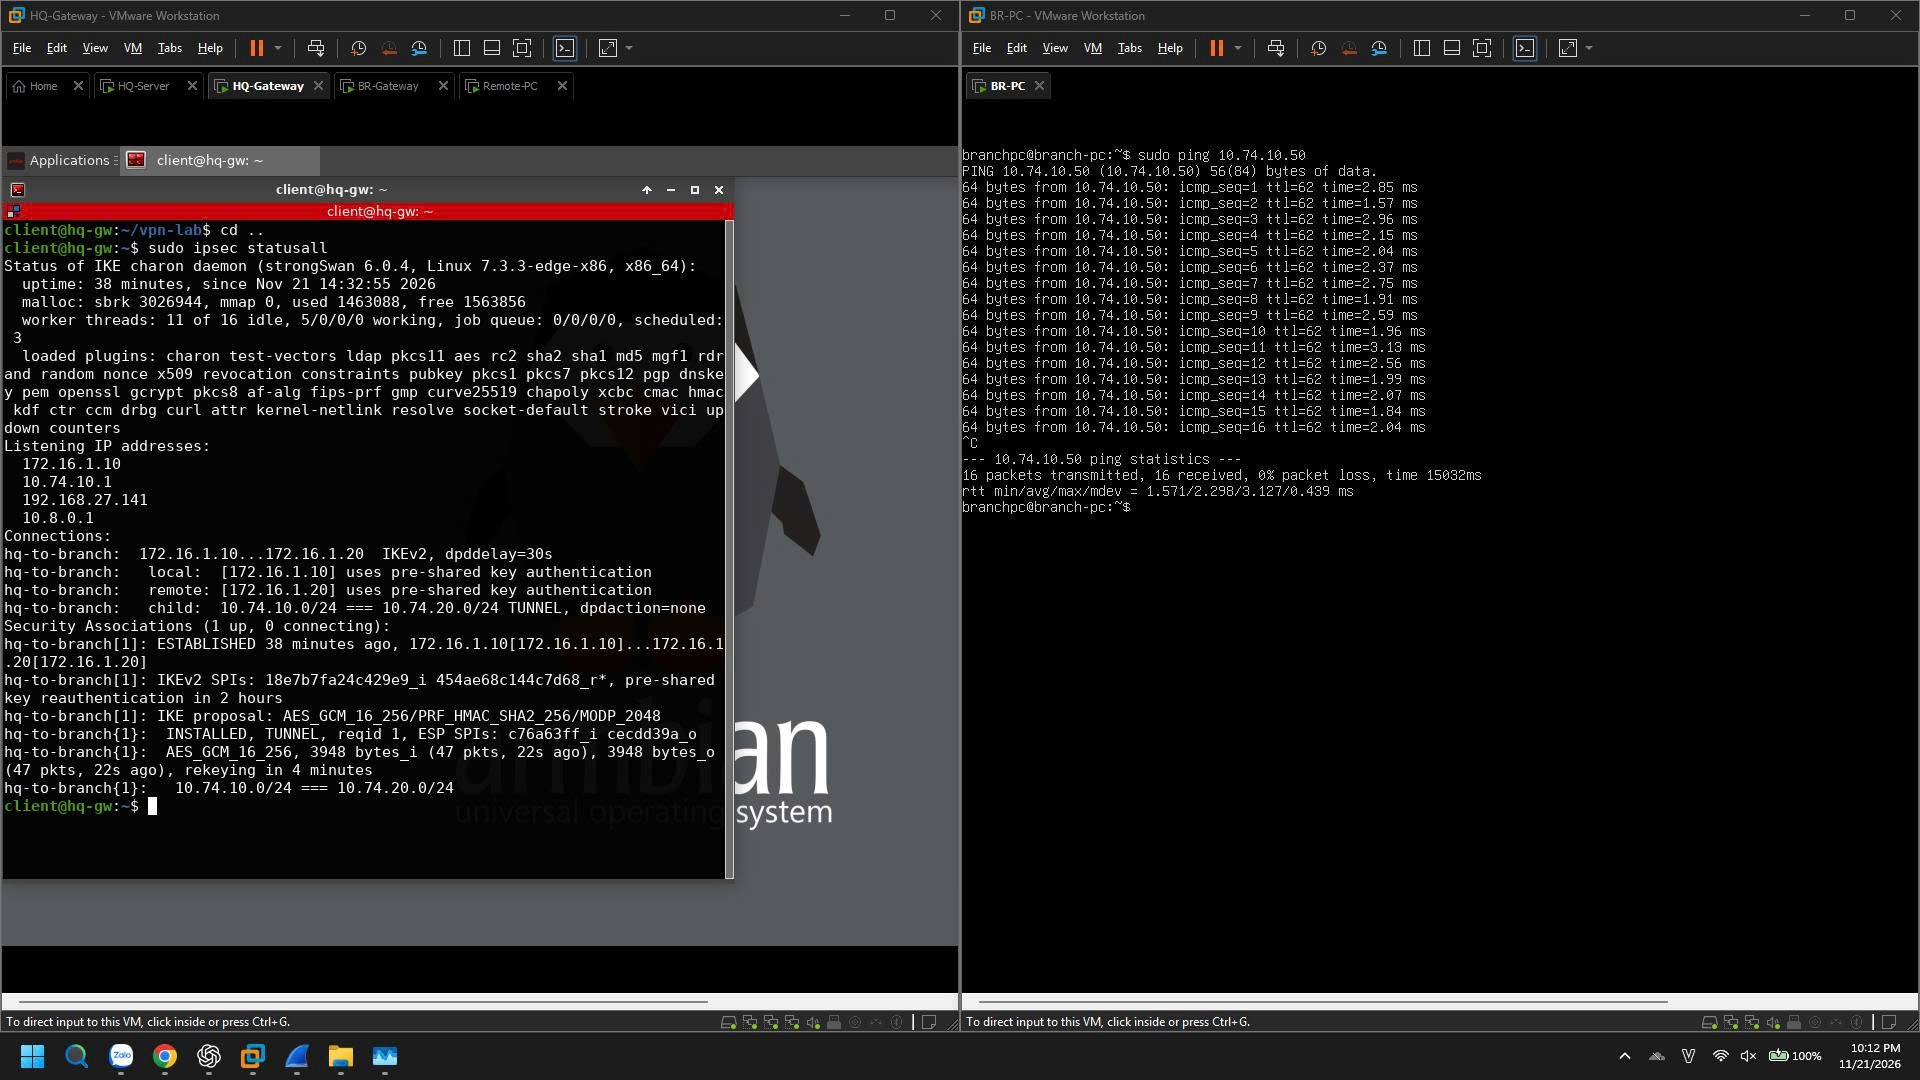 HQ-Gateway - VMware Workstation
File Edit View VM Tabs Help
Home HQ-Server HQ-Gateway BR-Gateway Remote-PC
Applications client@hq-gw: ~
client@hq-gw: ~
client@hq-gw: ~
client@hq-gw:~/vpn-lab$ cd ..
client@hq-gw:~$ sudo ipsec statusall
Status of IKE charon daemon (strongSwan 6.0.4, Linux 7.3.3-edge-x86, x86_64):
uptime: 38 minutes, since Nov 21 14:32:55 2026
malloc: sbrk 3026944, mmap 0, used 1463088, free 1563856
worker threads: 11 of 16 idle, 5/0/0/0 working, job queue: 0/0/0/0, scheduled:
3
loaded plugins: charon test-vectors ldap pkcs11 aes rc2 sha2 sha1 md5 mgf1 rdr
and random nonce x509 revocation constraints pubkey pkcs1 pkcs7 pkcs12 pgp dnske
y pem openssl gcrypt pkcs8 af-alg fips-prf gmp curve25519 chapoly xcbc cmac hmac
kdf ctr ccm drbg curl attr kernel-netlink resolve socket-default stroke vici up
down counters
Listening IP addresses:
172.16.1.10
10.74.10.1
192.168.27.141
10.8.0.1
Connections:
hq-to-branch:  172.16.1.10...172.16.1.20  IKEv2, dpddelay=30s
hq-to-branch:   local:  [172.16.1.10] uses pre-shared key authentication
hq-to-branch:   remote: [172.16.1.20] uses pre-shared key authentication
hq-to-branch:   child:  10.74.10.0/24 === 10.74.20.0/24 TUNNEL, dpdaction=none
Security Associations (1 up, 0 connecting):
hq-to-branch[1]: ESTABLISHED 38 minutes ago, 172.16.1.10[172.16.1.10]...172.16.1
.20[172.16.1.20]
hq-to-branch[1]: IKEv2 SPIs: 18e7b7fa24c429e9_i 454ae68c144c7d68_r*, pre-shared
key reauthentication in 2 hours
hq-to-branch[1]: IKE proposal: AES_GCM_16_256/PRF_HMAC_SHA2_256/MODP_2048
hq-to-branch{1}:  INSTALLED, TUNNEL, reqid 1, ESP SPIs: c76a63ff_i cecdd39a_o
hq-to-branch{1}:  AES_GCM_16_256, 3948 bytes_i (47 pkts, 22s ago), 3948 bytes_o
(47 pkts, 22s ago), rekeying in 4 minutes
hq-to-branch{1}:   10.74.10.0/24 === 10.74.20.0/24
client@hq-gw:~$
armbian
universal operating system
To direct input to this VM, click inside or press Ctrl+G.
BR-PC - VMware Workstation
File Edit View VM Tabs Help
BR-PC
branchpc@branch-pc:~$ sudo ping 10.74.10.50
PING 10.74.10.50 (10.74.10.50) 56(84) bytes of data.
64 bytes from 10.74.10.50: icmp_seq=1 ttl=62 time=2.85 ms
64 bytes from 10.74.10.50: icmp_seq=2 ttl=62 time=1.57 ms
64 bytes from 10.74.10.50: icmp_seq=3 ttl=62 time=2.96 ms
64 bytes from 10.74.10.50: icmp_seq=4 ttl=62 time=2.15 ms
64 bytes from 10.74.10.50: icmp_seq=5 ttl=62 time=2.04 ms
64 bytes from 10.74.10.50: icmp_seq=6 ttl=62 time=2.37 ms
64 bytes from 10.74.10.50: icmp_seq=7 ttl=62 time=2.75 ms
64 bytes from 10.74.10.50: icmp_seq=8 ttl=62 time=1.91 ms
64 bytes from 10.74.10.50: icmp_seq=9 ttl=62 time=2.59 ms
64 bytes from 10.74.10.50: icmp_seq=10 ttl=62 time=1.96 ms
64 bytes from 10.74.10.50: icmp_seq=11 ttl=62 time=3.13 ms
64 bytes from 10.74.10.50: icmp_seq=12 ttl=62 time=2.56 ms
64 bytes from 10.74.10.50: icmp_seq=13 ttl=62 time=1.99 ms
64 bytes from 10.74.10.50: icmp_seq=14 ttl=62 time=2.07 ms
64 bytes from 10.74.10.50: icmp_seq=15 ttl=62 time=1.84 ms
64 bytes from 10.74.10.50: icmp_seq=16 ttl=62 time=2.04 ms
^C
--- 10.74.10.50 ping statistics ---
16 packets transmitted, 16 received, 0% packet loss, time 15032ms
rtt min/avg/max/mdev = 1.571/2.298/3.127/0.439 ms
branchpc@branch-pc:~$
To direct input to this VM, click inside or press Ctrl+G.
Zalo
V
100%
10:12 PM
11/21/2026